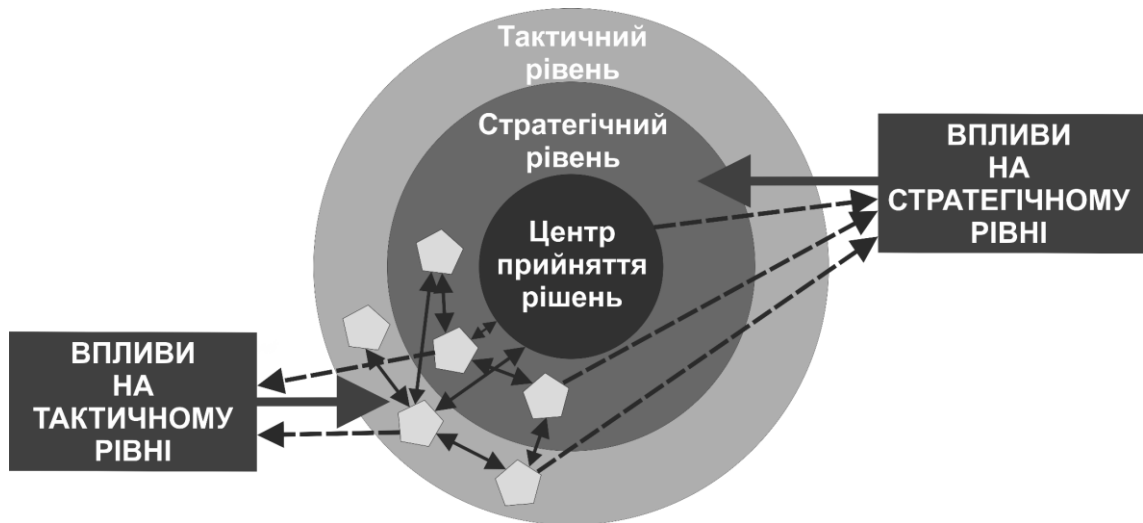 Тактичний
рівень
Стратегічний
рівень
Центр
прийняття
рішень
ВПЛИВИ
НА
СТРАТЕГІЧНОМУ
РІВНІ
ВПЛИВИ
НА
ТАКТИЧНОМУ
РІВНІ